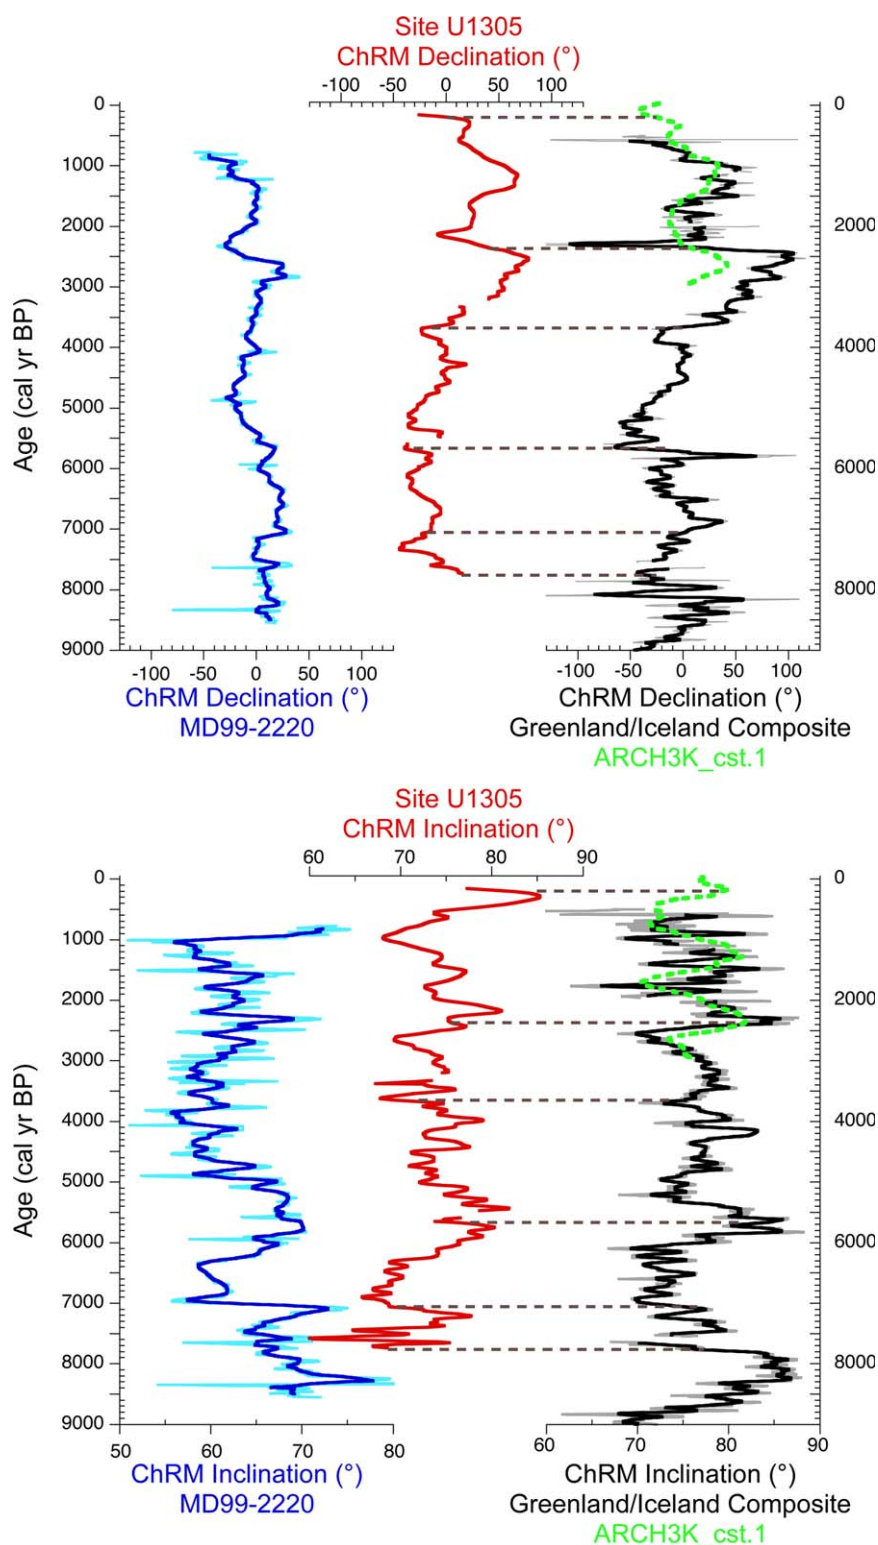 Site U1305
ChRM Declination (°)
-100 -50 0 50 100
0
1000
2000
3000
4000
5000
6000
7000
8000
9000
Age (cal yr BP)
0
2000
4000
6000
8000
-100 -50 0 50 100
ChRM Declination (°)
MD99-2220
-100 -50 0 50 100
ChRM Declination (°)
Greenland/Iceland Composite
ARCH3K_cst.1
Site U1305
ChRM Inclination (°)
60 70 80 90
0
1000
2000
3000
4000
5000
6000
7000
8000
9000
Age (cal yr BP)
0
2000
4000
6000
8000
50 60 70 80
ChRM Inclination (°)
MD99-2220
60 70 80 90
ChRM Inclination (°)
Greenland/Iceland Composite
ARCH3K_cst.1